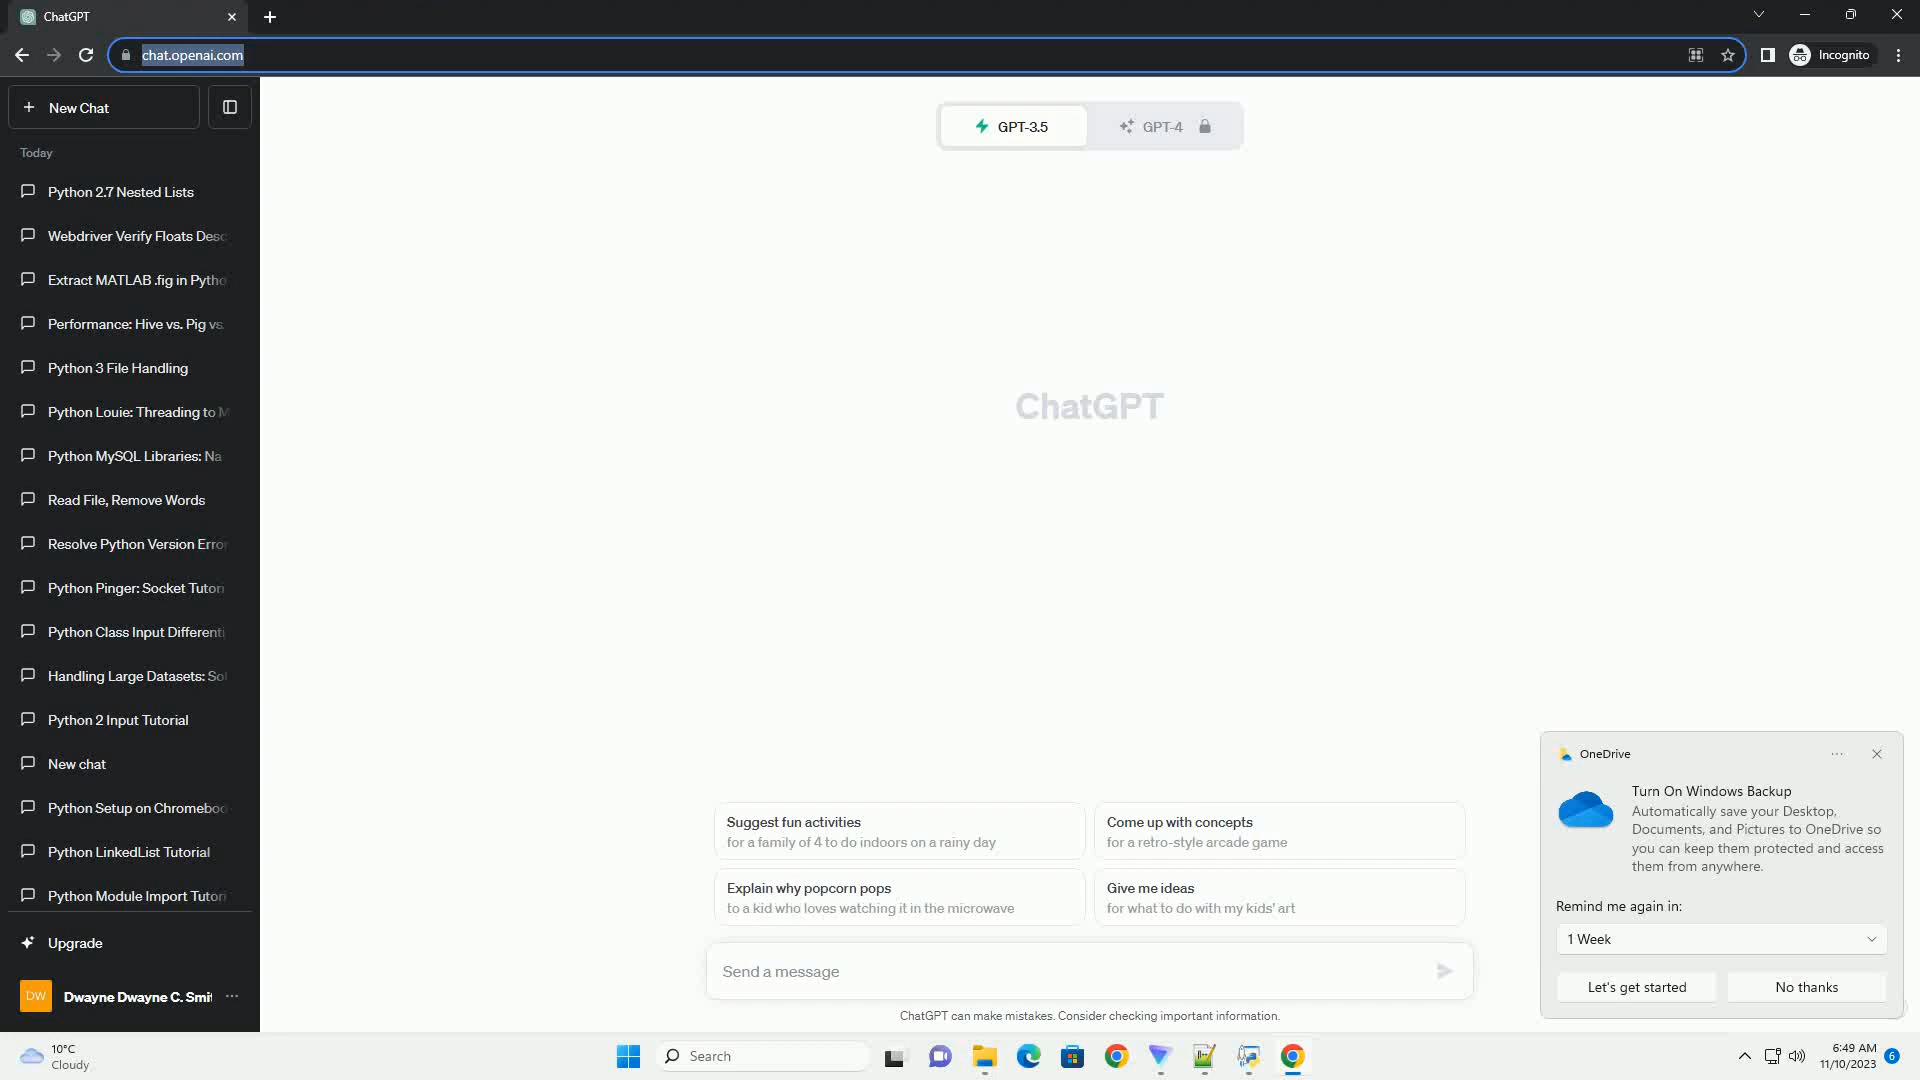 ChatGPT
chat.openai.com
Incognito
New Chat
Today
Python 2.7 Nested Lists
Webdriver Verify Floats Desc
Extract MATLAB .fig in Pytho
Performance: Hive vs. Pig vs.
Python 3 File Handling
Python Louie: Threading to M
Python MySQL Libraries: Na
Read File, Remove Words
Resolve Python Version Error
Python Pinger: Socket Tutori
Python Class Input Differenti
Handling Large Datasets: Sol
Python 2 Input Tutorial
New chat
Python Setup on Chromeboo
Python LinkedList Tutorial
Python Module Import Tutori
Upgrade
DW
Dwayne Dwayne C. Smit
GPT-3.5
GPT-4
ChatGPT
Suggest fun activities
for a family of 4 to do indoors on a rainy day
Come up with concepts
for a retro-style arcade game
Explain why popcorn pops
to a kid who loves watching it in the microwave
Give me ideas
for what to do with my kids' art
Send a message
ChatGPT can make mistakes. Consider checking important information.
OneDrive
Turn On Windows Backup
Automatically save your Desktop,
Documents, and Pictures to OneDrive so
you can keep them protected and access
them from anywhere.
Remind me again in:
1 Week
Let's get started
No thanks
10°C
Cloudy
Search
6:49 AM
11/10/2023
6